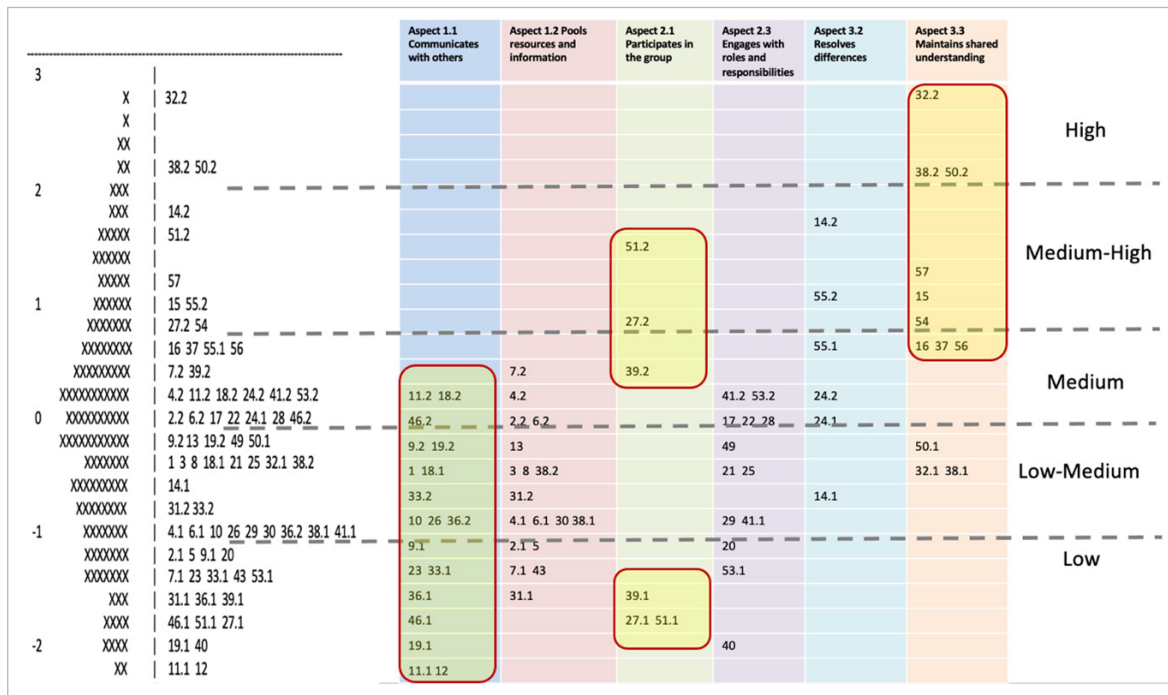 Aspect 1.1 Communicates with others
Aspect 1.2 Pools resources and information
Aspect 2.1 Participates in the group
Aspect 2.3 Engages with roles and responsibilities
Aspect 3.2 Resolves differences
Aspect 3.3 Maintains shared understanding
3
X | 32.2 32.2
X |
High
XX |
XX | 38.2 50.2 38.2 50.2
2 XXX |
XXX | 14.2 14.2
XXXXX | 51.2 51.2
XXXXXX | Medium-High
XXXXX | 57 57
1 XXXXXX | 15 55.2 55.2 15
XXXXXXX | 27.2 54 27.2 54
XXXXXXXX | 16 37 55.1 56 55.1 16 37 56
XXXXXXXXX | 7.2 39.2 7.2 39.2
Medium
XXXXXXXXXXX | 4.2 11.2 18.2 24.2 41.2 53.2 11.2 18.2 4.2 41.2 53.2 24.2
0 XXXXXXXXXX | 2.2 6.2 17 22 24.1 28 46.2 46.2 2.2 6.2 17 22 28 24.1
XXXXXXXXXXX | 9.2 13 19.2 49 50.1 9.2 19.2 13 49 50.1
XXXXXXX | 1 3 8 18.1 21 25 32.1 38.2 1 18.1 3 8 38.2 21 25 32.1 38.1
Low-Medium
XXXXXXXXX | 14.1 33.2 31.2 14.1
XXXXXXXX | 31.2 33.2
-1 XXXXXXX | 4.1 6.1 10 26 29 30 36.2 38.1 41.1 10 26 36.2 4.1 6.1 30 38.1 29 41.1
XXXXXXX | 2.1 5 9.1 20 9.1 2.1 5 20
Low
XXXXXXX | 7.1 23 33.1 43 53.1 23 33.1 7.1 43 53.1
XXX | 31.1 36.1 39.1 36.1 31.1 39.1
XXXX | 46.1 51.1 27.1 46.1 27.1 51.1
-2 XXXX | 19.1 40 19.1 40
XX | 11.1 12 11.1 12